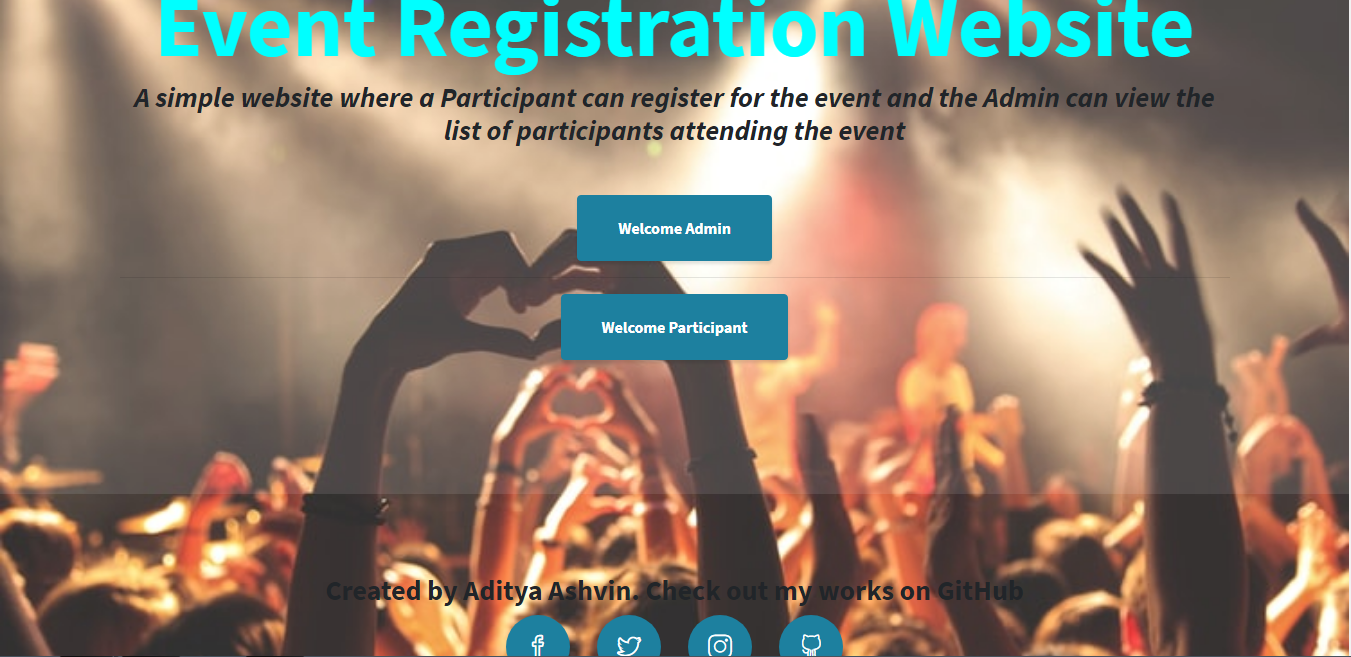 Event Registration Website
A simple website where a Participant can register for the event and the Admin can view the
list of participants attending the event
Welcome Admin
Welcome Participant
Created by Aditya Ashvin. Check out my works on GitHub